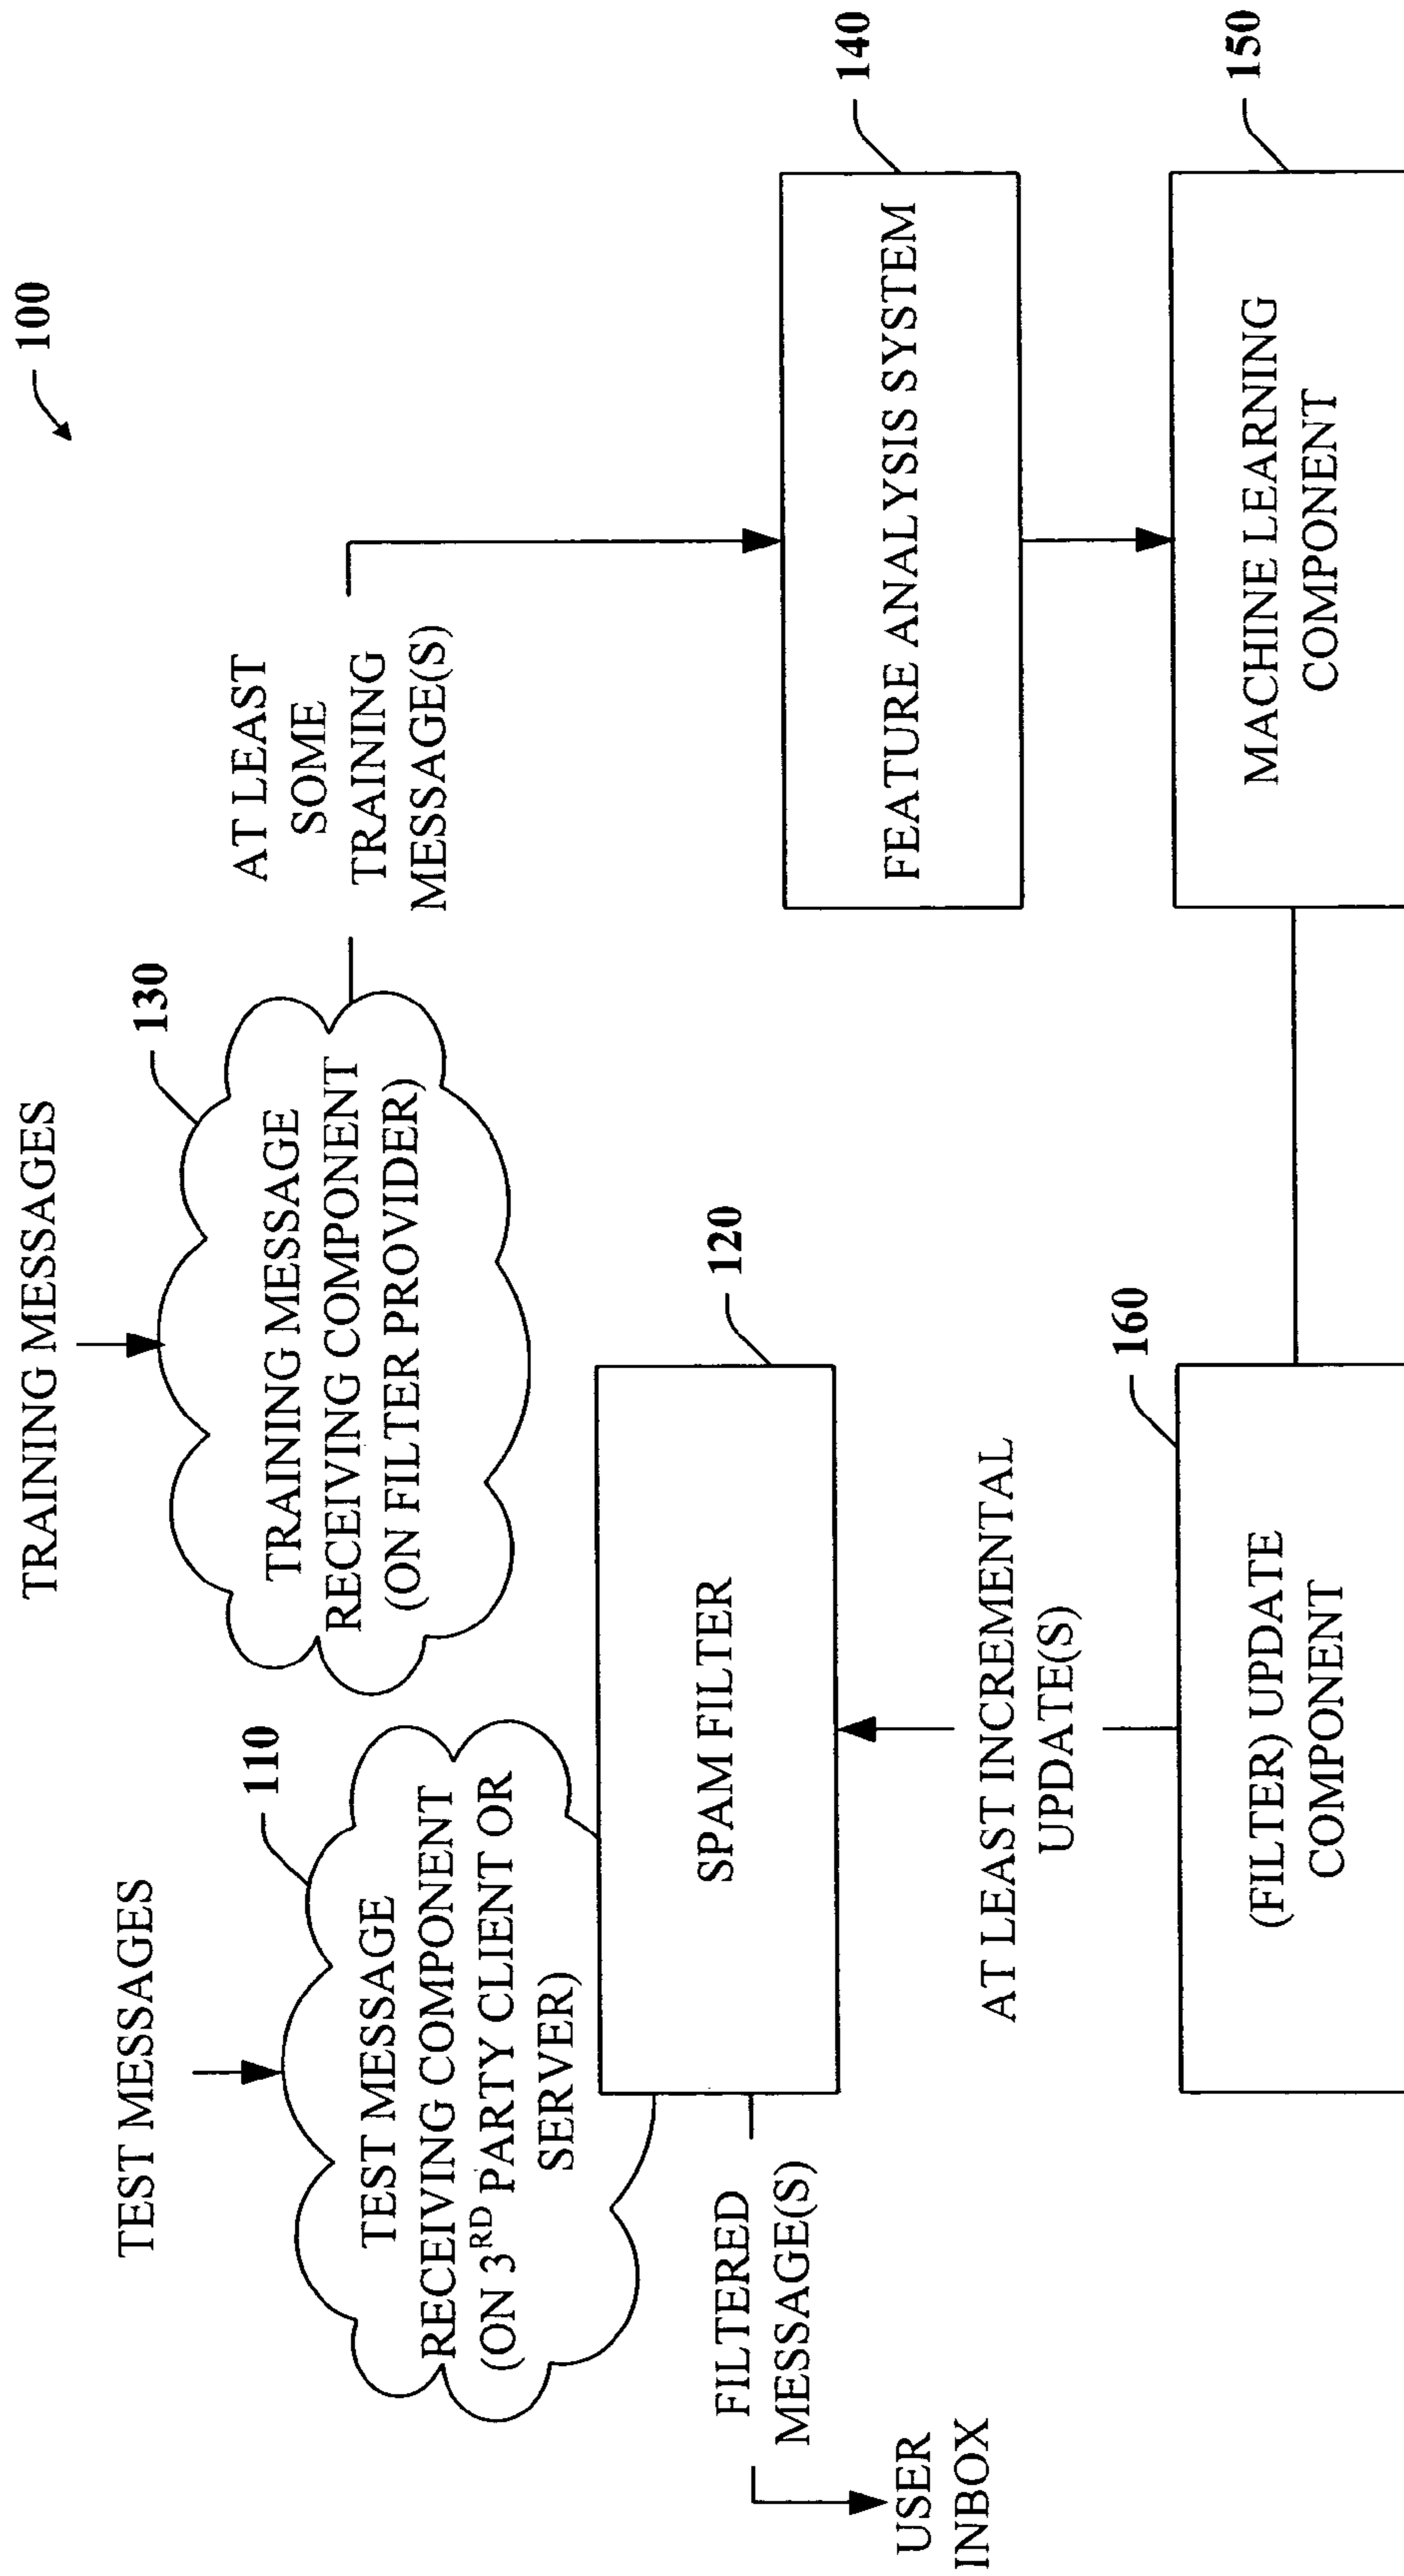 100
TRAINING MESSAGES
130
TRAINING MESSAGE
RECEIVING COMPONENT
(ON FILTER PROVIDER)
AT LEAST
SOME
TRAINING
MESSAGE(S)
TEST MESSAGES
110
TEST MESSAGE
RECEIVING COMPONENT
(ON 3RD PARTY CLIENT OR
SERVER)
120
SPAM FILTER
140
FEATURE ANALYSIS SYSTEM
FILTERED
MESSAGE(S)
USER
INBOX
AT LEAST INCREMENTAL
UPDATE(S)
160
(FILTER) UPDATE
COMPONENT
150
MACHINE LEARNING
COMPONENT